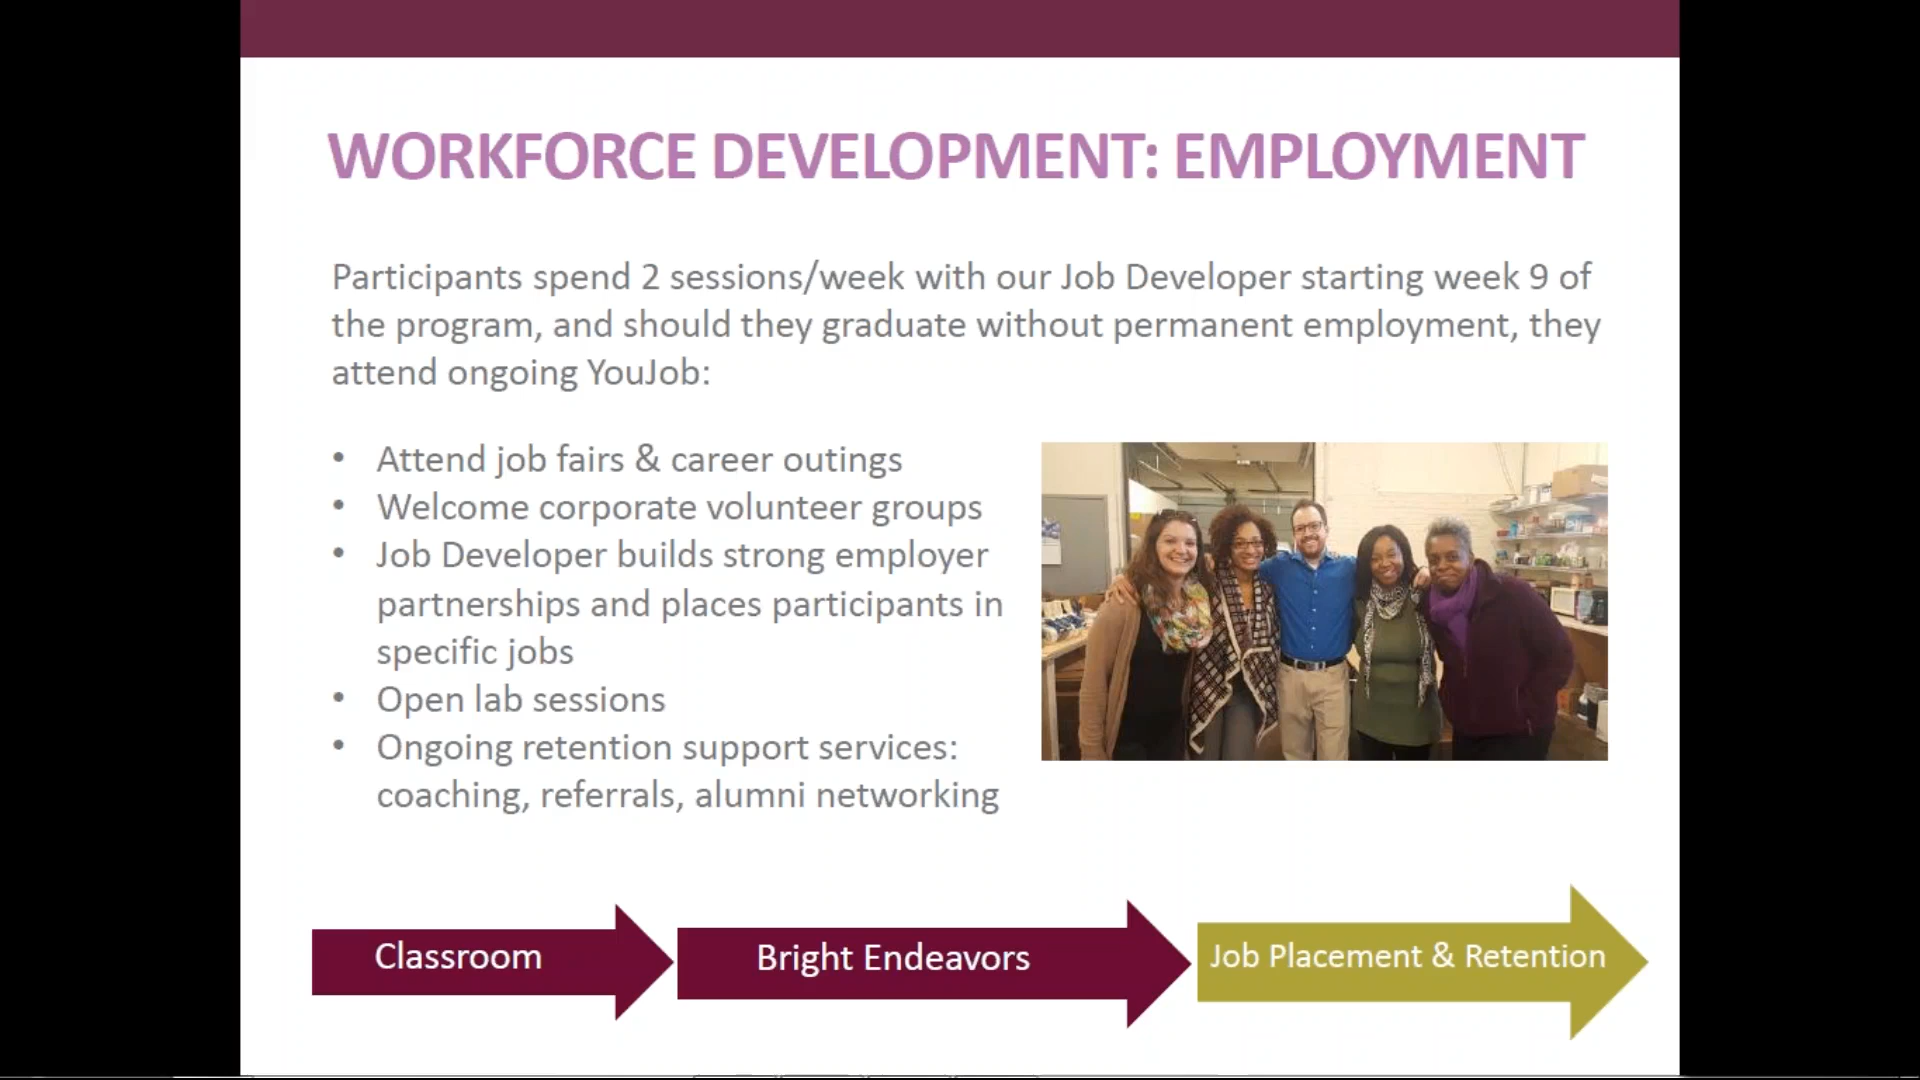 WORKFORCE DEVELOPMENT: EMPLOYMENT
Participants spend 2 sessions/week with our Job Developer starting week 9 of
the program, and should they graduate without permanent employment, they
attend ongoing YouJob:
• Attend job fairs & career outings
• Welcome corporate volunteer groups
• Job Developer builds strong employer
partnerships and places participants in
specific jobs
• Open lab sessions
• Ongoing retention support services:
coaching, referrals, alumni networking
Classroom
Bright Endeavors
Job Placement & Retention